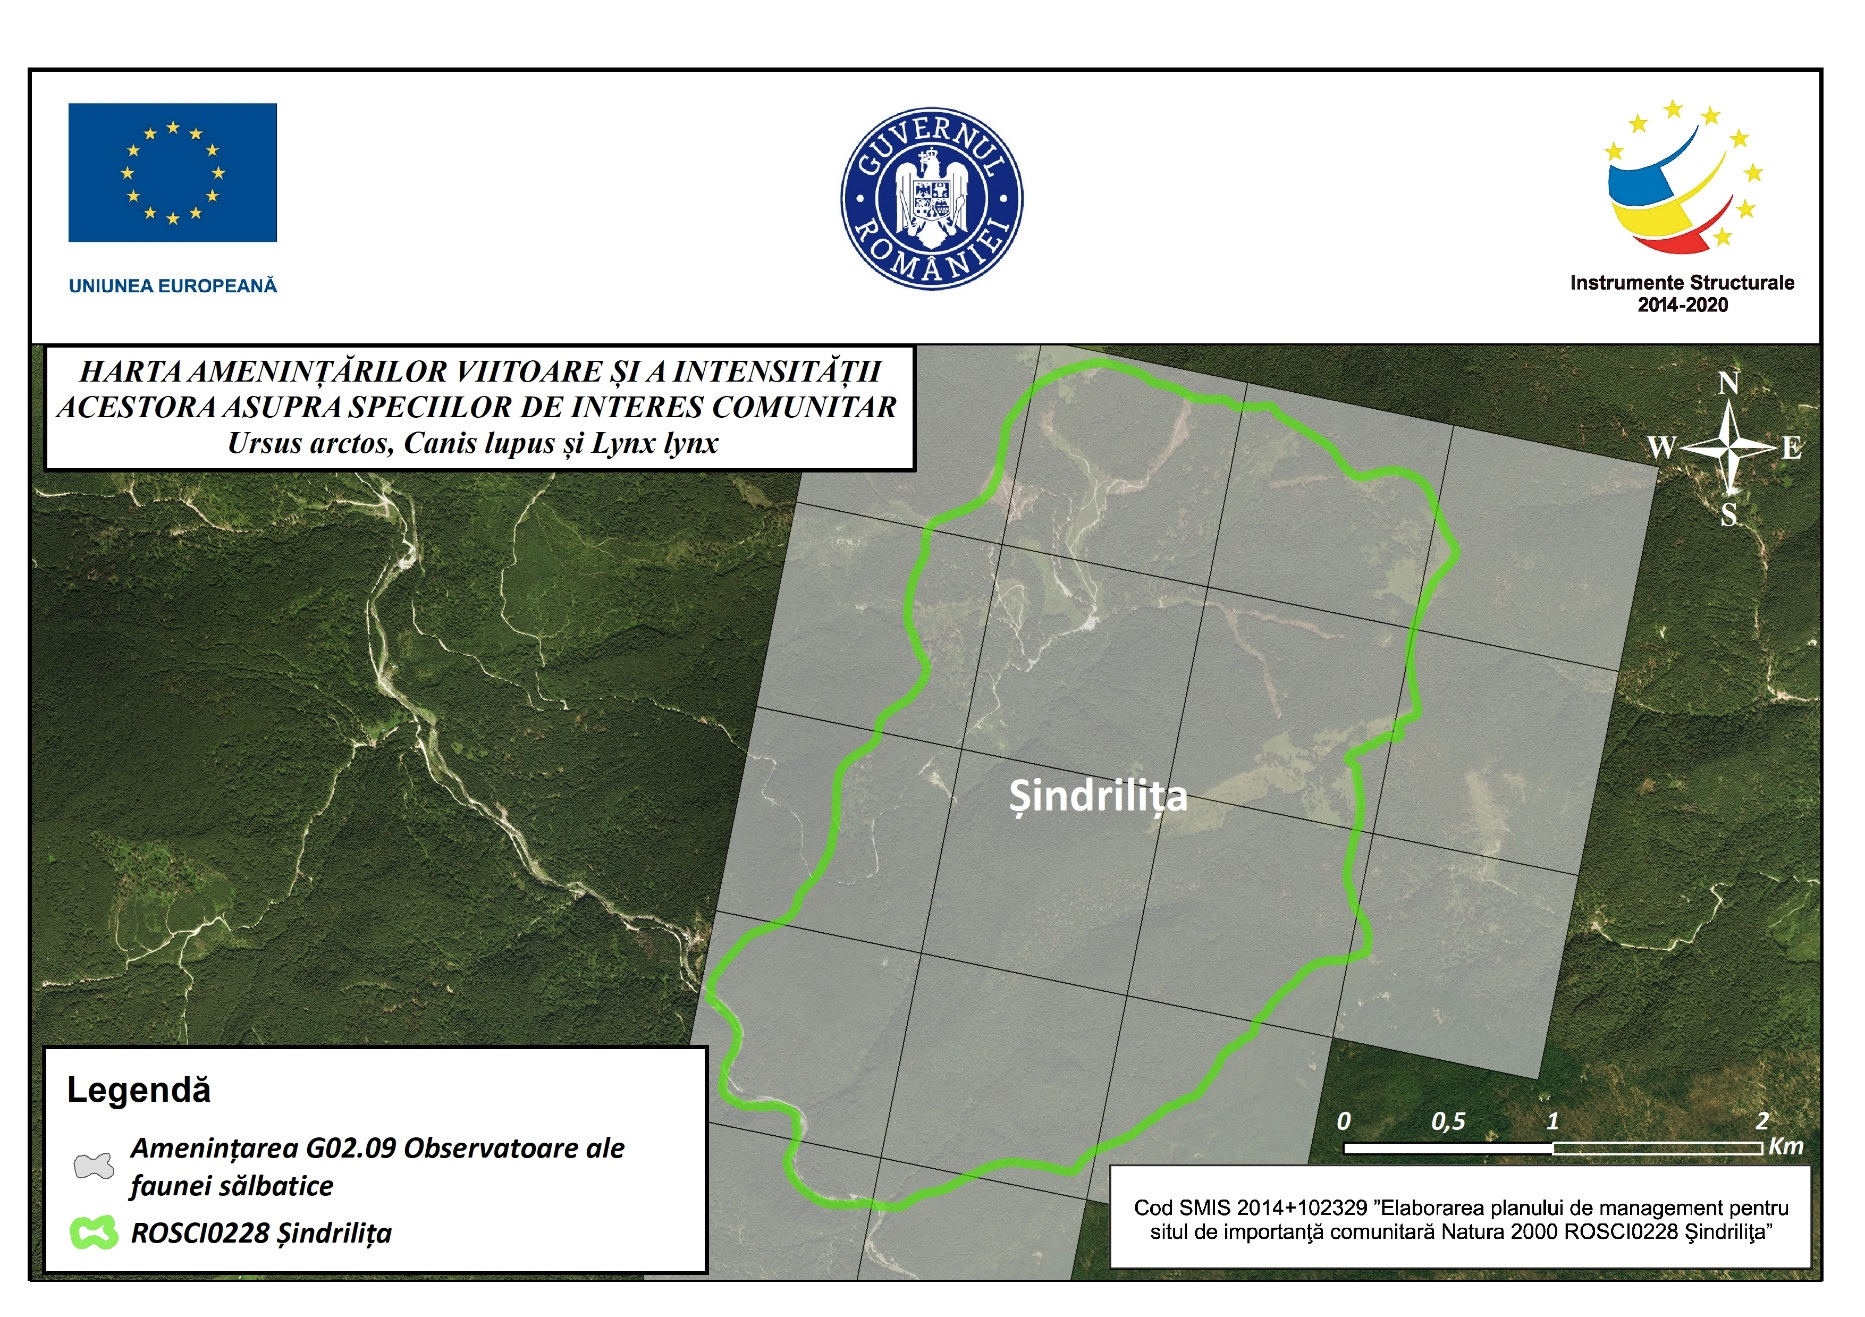 UNIUNEA EUROPEANĂ
GUVERNUL ROMÂNIEI
Instrumente Structurale
2014-2020
HARTA AMENINȚĂRILOR VIITOARE ȘI A INTENSITĂȚII
ACESTORA ASUPRA SPECIILOR DE INTERES COMUNITAR
Ursus arctos, Canis lupus și Lynx lynx
N
W E
S
Șindrilița
Legendă
Amenințarea G02.09 Observatoare ale
faunei sălbatice
ROSCI0228 Șindrilița
0 0,5 1 2
Km
Cod SMIS 2014+102329 ”Elaborarea planului de management pentru
situl de importanţă comunitară Natura 2000 ROSCI0228 Şindriliţa”